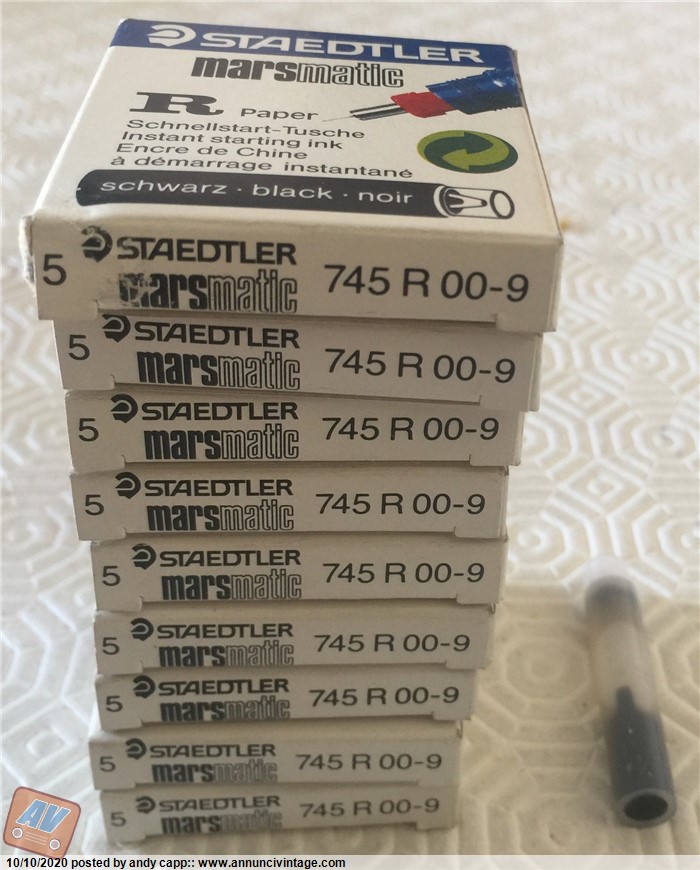 STAEDTLER
marsmatic
R Paper
Schnellstart-Tusche
Instant starting ink
Encre de Chine
à démarrage instantané
schwarz · black · noir
5 STAEDTLER marsmatic 745 R 00-9
5 STAEDTLER marsmatic 745 R 00-9
5 STAEDTLER marsmatic 745 R 00-9
5 STAEDTLER marsmatic 745 R 00-9
5 STAEDTLER marsmatic 745 R 00-9
5 STAEDTLER marsmatic 745 R 00-9
5 STAEDTLER marsmatic 745 R 00-9
5 STAEDTLER marsmatic 745 R 00-9
5 STAEDTLER marsmatic 745 R 00-9
AV
10/10/2020 posted by andy capp:: www.annuncivintage.com